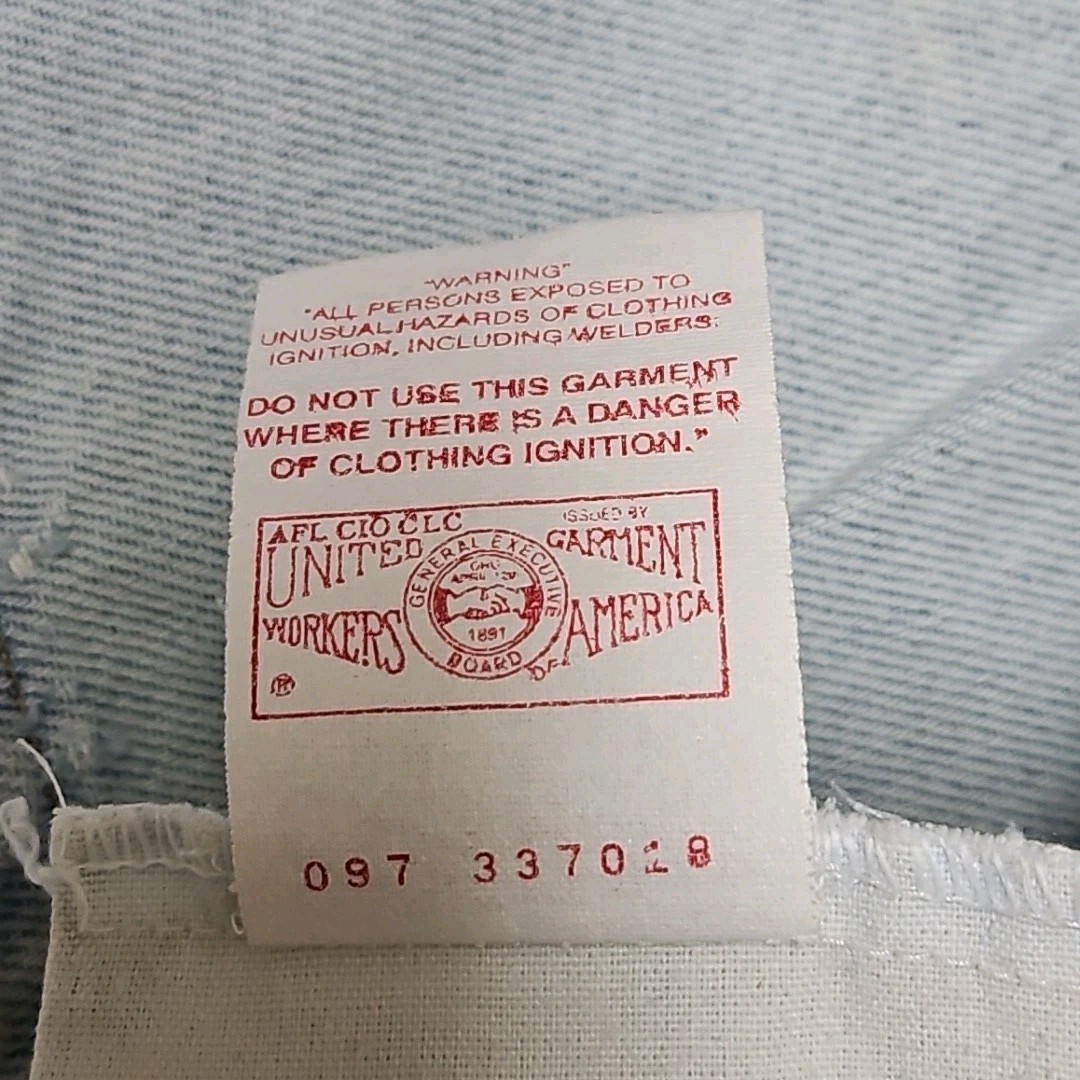 "WARNING"
"ALL PERSONS EXPOSED TO
UNUSUAL HAZARDS OF CLOTHING
IGNITION, INCLUDING WELDERS:
DO NOT USE THIS GARMENT
WHERE THERE IS A DANGER
OF CLOTHING IGNITION."
AFL CIO CLC
ISSUED BY
UNITED
GARMENT
WORKERS
OF AMERICA
GENERAL EXECUTIVE
BOARD
1891
®
097 337018